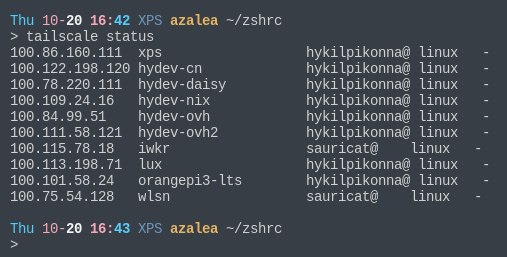 Thu 10-20 16:42 XPS azalea ~/zshrc
> tailscale status
100.86.160.111  xps                  hykilpikonna@ linux   -
100.122.198.120 hydev-cn             hykilpikonna@ linux   -
100.78.220.111  hydev-daisy          hykilpikonna@ linux   -
100.109.24.16   hydev-nix            hykilpikonna@ linux   -
100.84.99.51    hydev-ovh            hykilpikonna@ linux   -
100.111.58.121  hydev-ovh2           hykilpikonna@ linux   -
100.115.78.18   iwkr                 sauricat@    linux   -
100.113.198.71  lux                  hykilpikonna@ linux   -
100.101.58.24   orangepi3-lts        hykilpikonna@ linux   -
100.75.54.128   wlsn                 sauricat@    linux   -
Thu 10-20 16:43 XPS azalea ~/zshrc
>